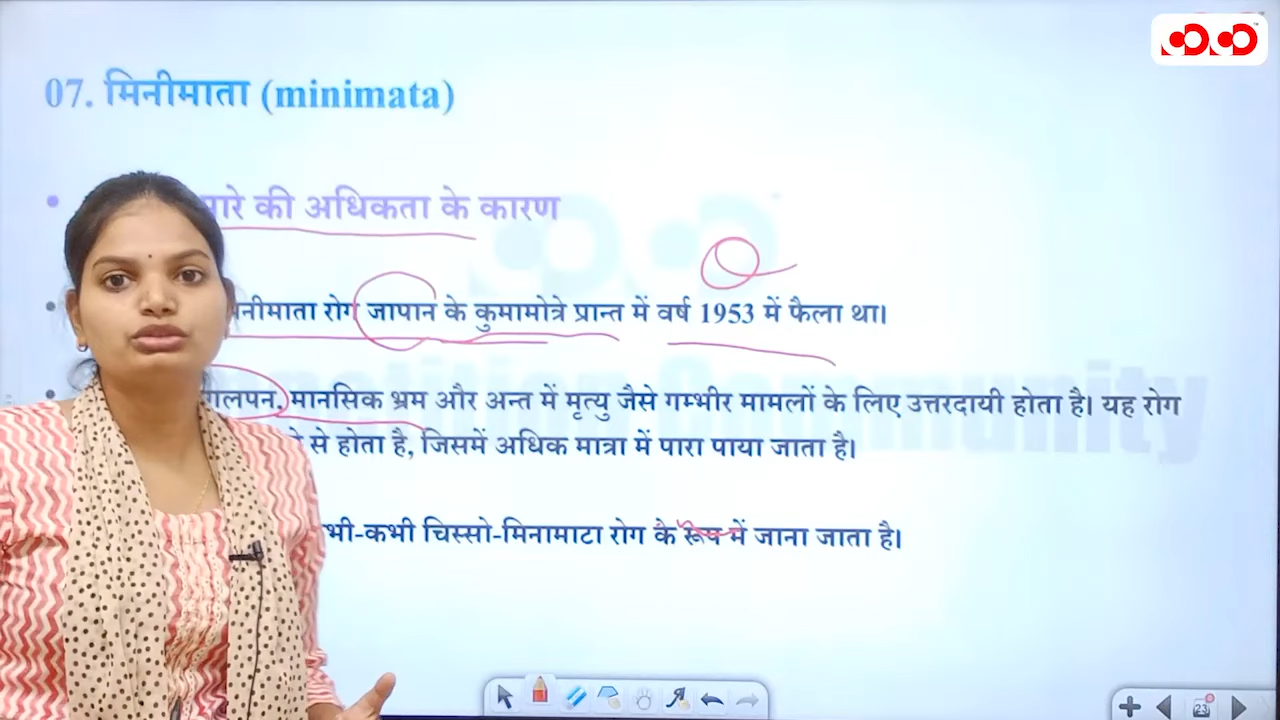 07. मिनीमाता (minimata)
की अधिकता के कारण
रोग जापान के कुमामोत्रे प्रान्त में वर्ष 1953 में फैला था।
मानसिक भ्रम और अन्त में मृत्यु जैसे गम्भीर मामलों के लिए उत्तरदायी होता है। यह रोग
से होता है, जिसमें अधिक मात्रा में पारा पाया जाता है।
भी-कभी चिस्सो-मिनामाटा रोग के रूप में जाना जाता है।
23